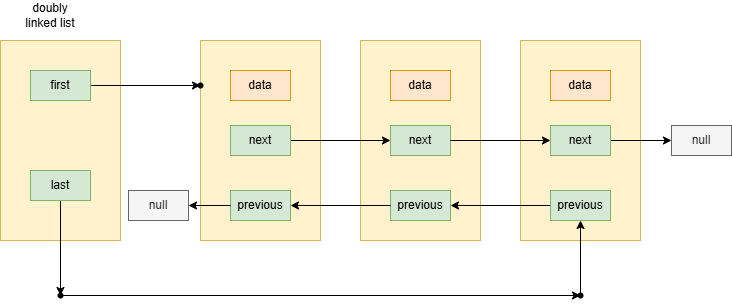 doubly
linked list
first
data
data
data
next
next
next
null
last
null
previous
previous
previous